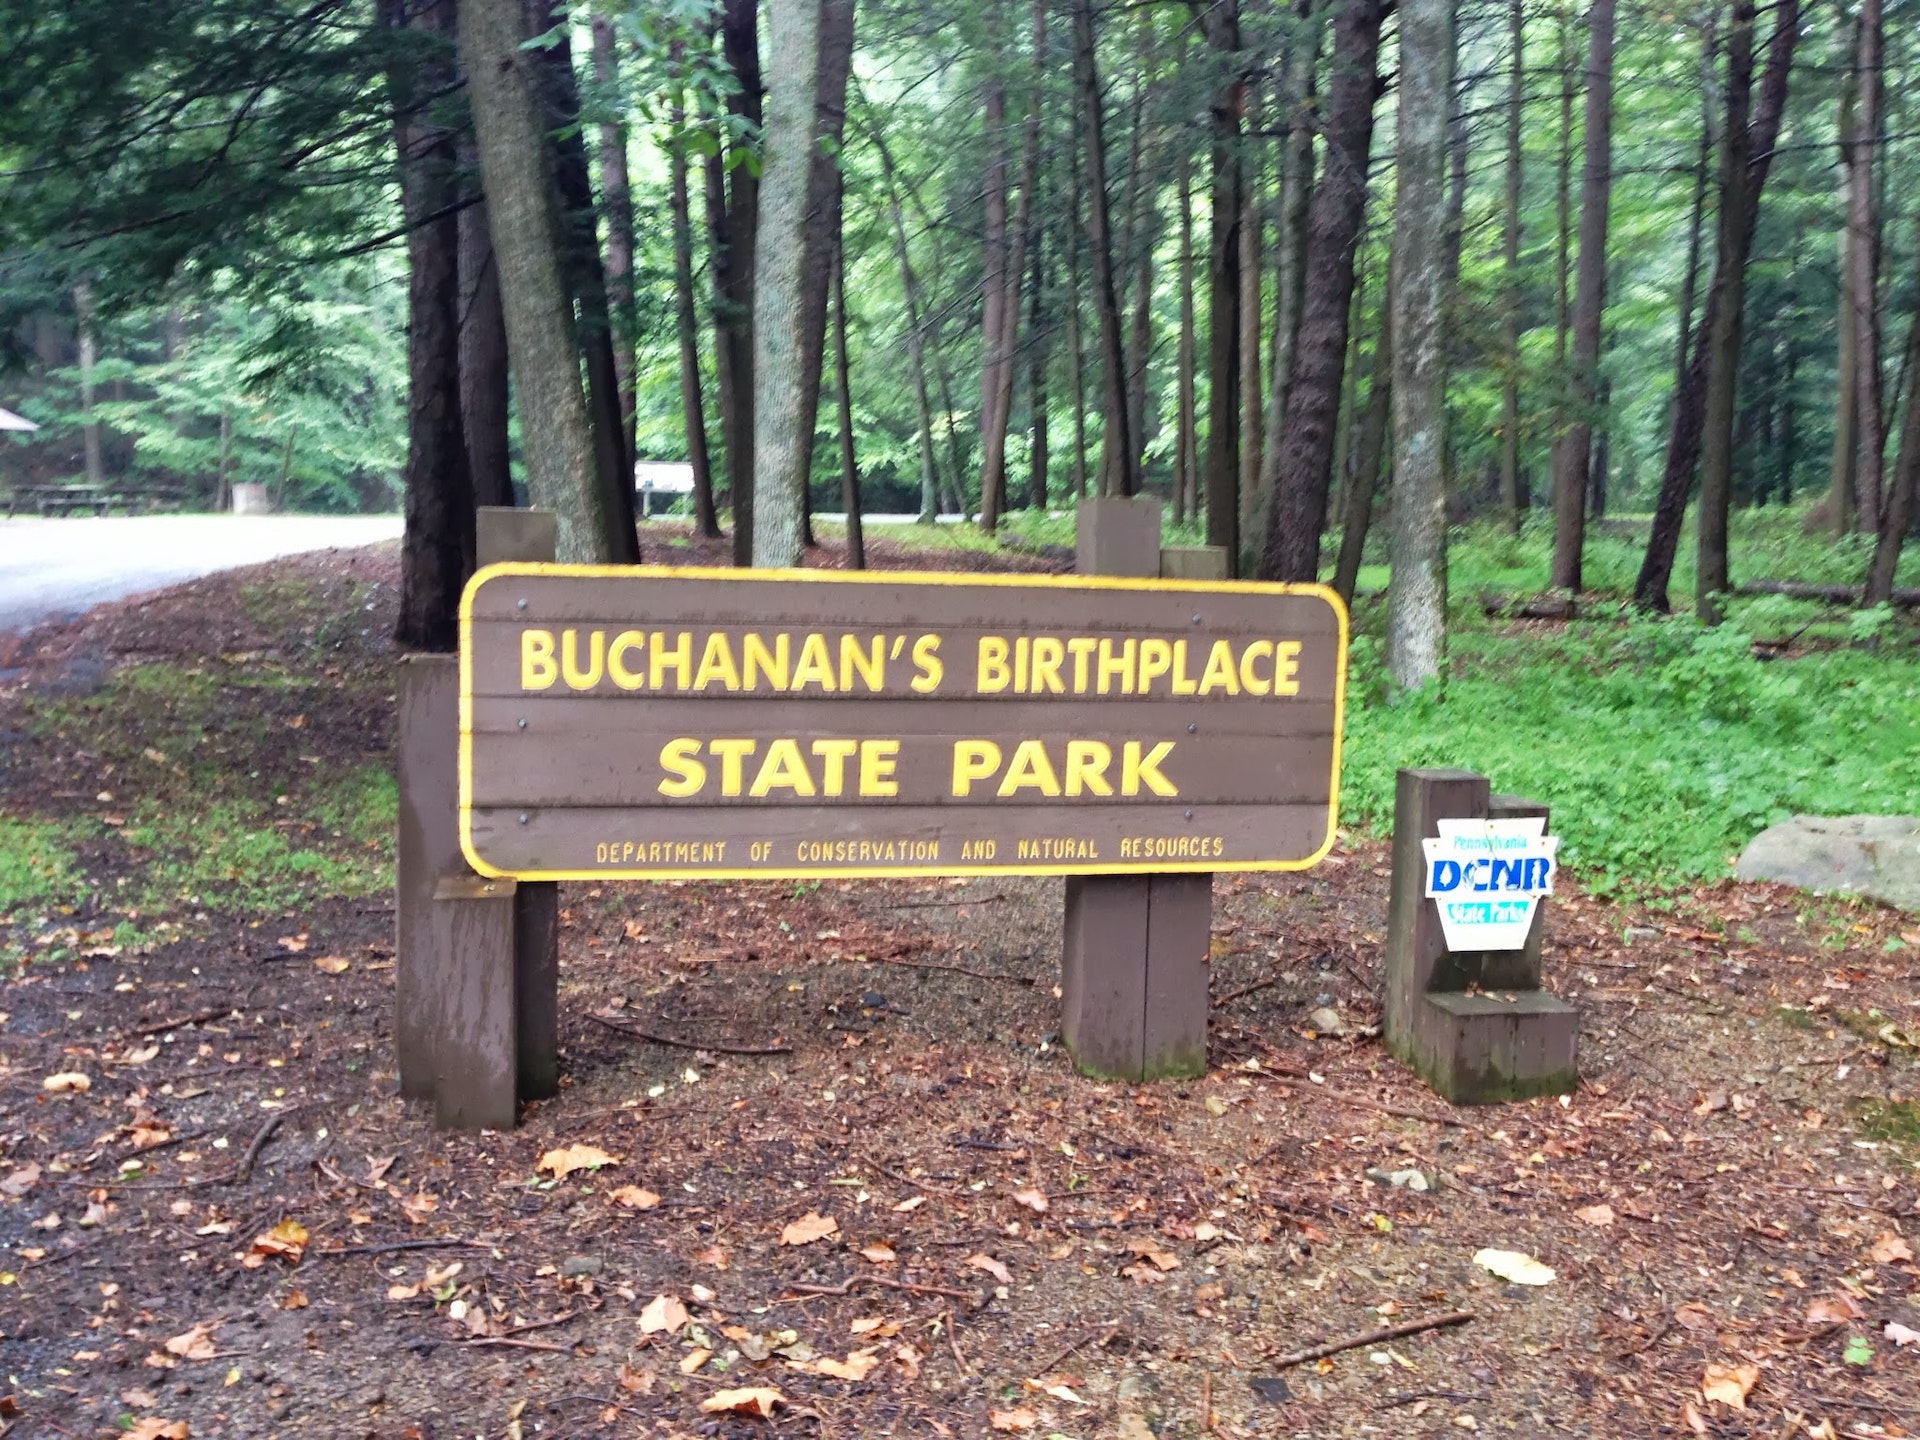 BUCHANAN'S BIRTHPLACE
STATE PARK
DEPARTMENT OF CONSERVATION AND NATURAL RESOURCES
Pennsylvania
DCNR
State Parks